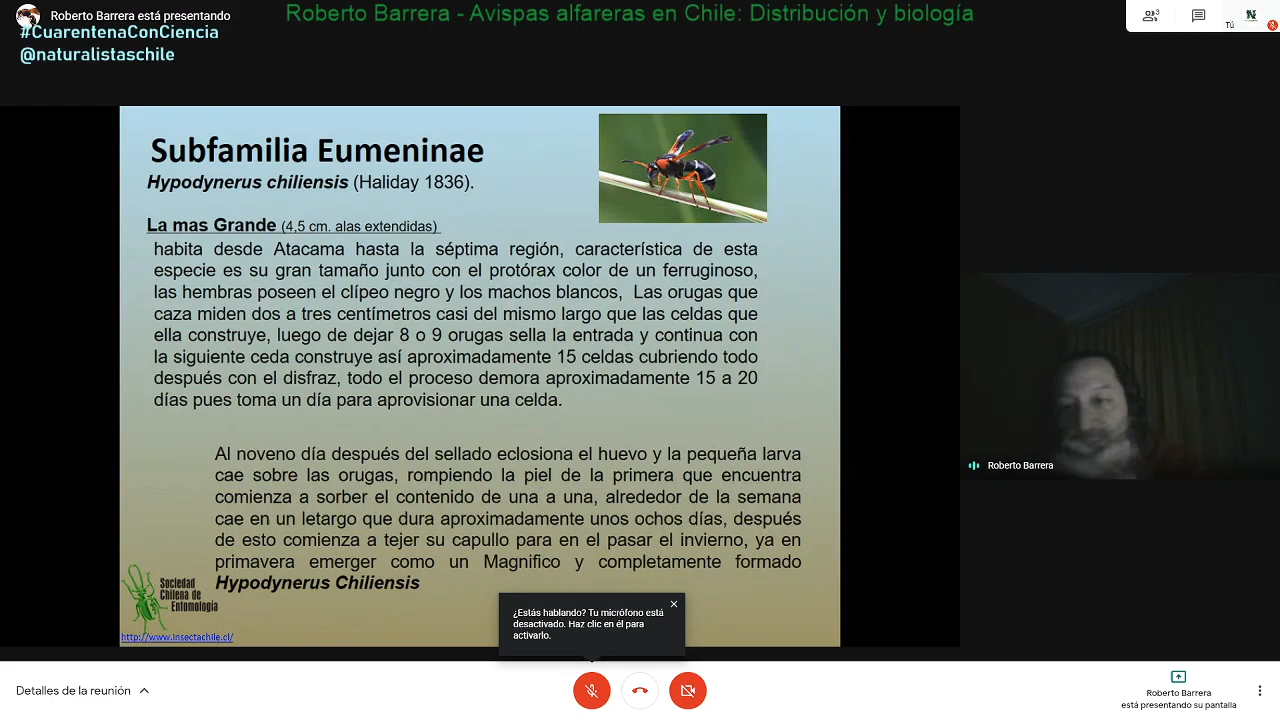 Roberto Barrera está presentando
Roberto Barrera - Avispas alfareras en Chile: Distribución y biología
#CuarentenaConCiencia
@naturalistaschile
3
Tú
Subfamilia Eumeninae
Hypodynerus chiliensis (Haliday 1836).
La mas Grande (4,5 cm. alas extendidas)
habita desde Atacama hasta la séptima región, característica de esta
especie es su gran tamaño junto con el protórax color de un ferruginoso,
las hembras poseen el clípeo negro y los machos blancos, Las orugas que
caza miden dos a tres centímetros casi del mismo largo que las celdas que
ella construye, luego de dejar 8 o 9 orugas sella la entrada y continua con
la siguiente ceda construye así aproximadamente 15 celdas cubriendo todo
después con el disfraz, todo el proceso demora aproximadamente 15 a 20
días pues toma un día para aprovisionar una celda.
Al noveno día después del sellado eclosiona el huevo y la pequeña larva
cae sobre las orugas, rompiendo la piel de la primera que encuentra
comienza a sorber el contenido de una a una, alrededor de la semana
cae en un letargo que dura aproximadamente unos ochos días, después
de esto comienza a tejer su capullo para en el pasar el invierno, ya en
primavera emerger como un Magnifico y completamente formado
Hypodynerus Chiliensis
Sociedad
Chilena de
Entomología
http://www.insectachile.cl/
Roberto Barrera
¿Estás hablando? Tu micrófono está
desactivado. Haz clic en él para
activarlo.
Detalles de la reunión
Roberto Barrera
está presentando su pantalla